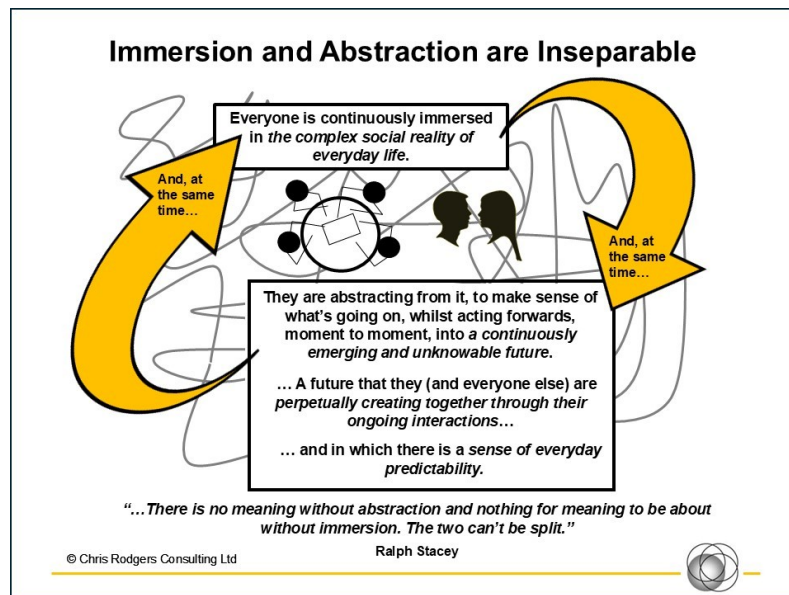 Immersion and Abstraction are Inseparable
Everyone is continuously immersed
in the complex social reality of
everyday life.
And, at
the same
time…
And, at
the same
time…
They are abstracting from it, to make sense of
what's going on, whilst acting forwards,
moment to moment, into a continuously
emerging and unknowable future.
… A future that they (and everyone else) are
perpetually creating together through their
ongoing interactions…
… and in which there is a sense of everyday
predictability.
“…There is no meaning without abstraction and nothing for meaning to be about
without immersion. The two can't be split.”
Ralph Stacey
© Chris Rodgers Consulting Ltd